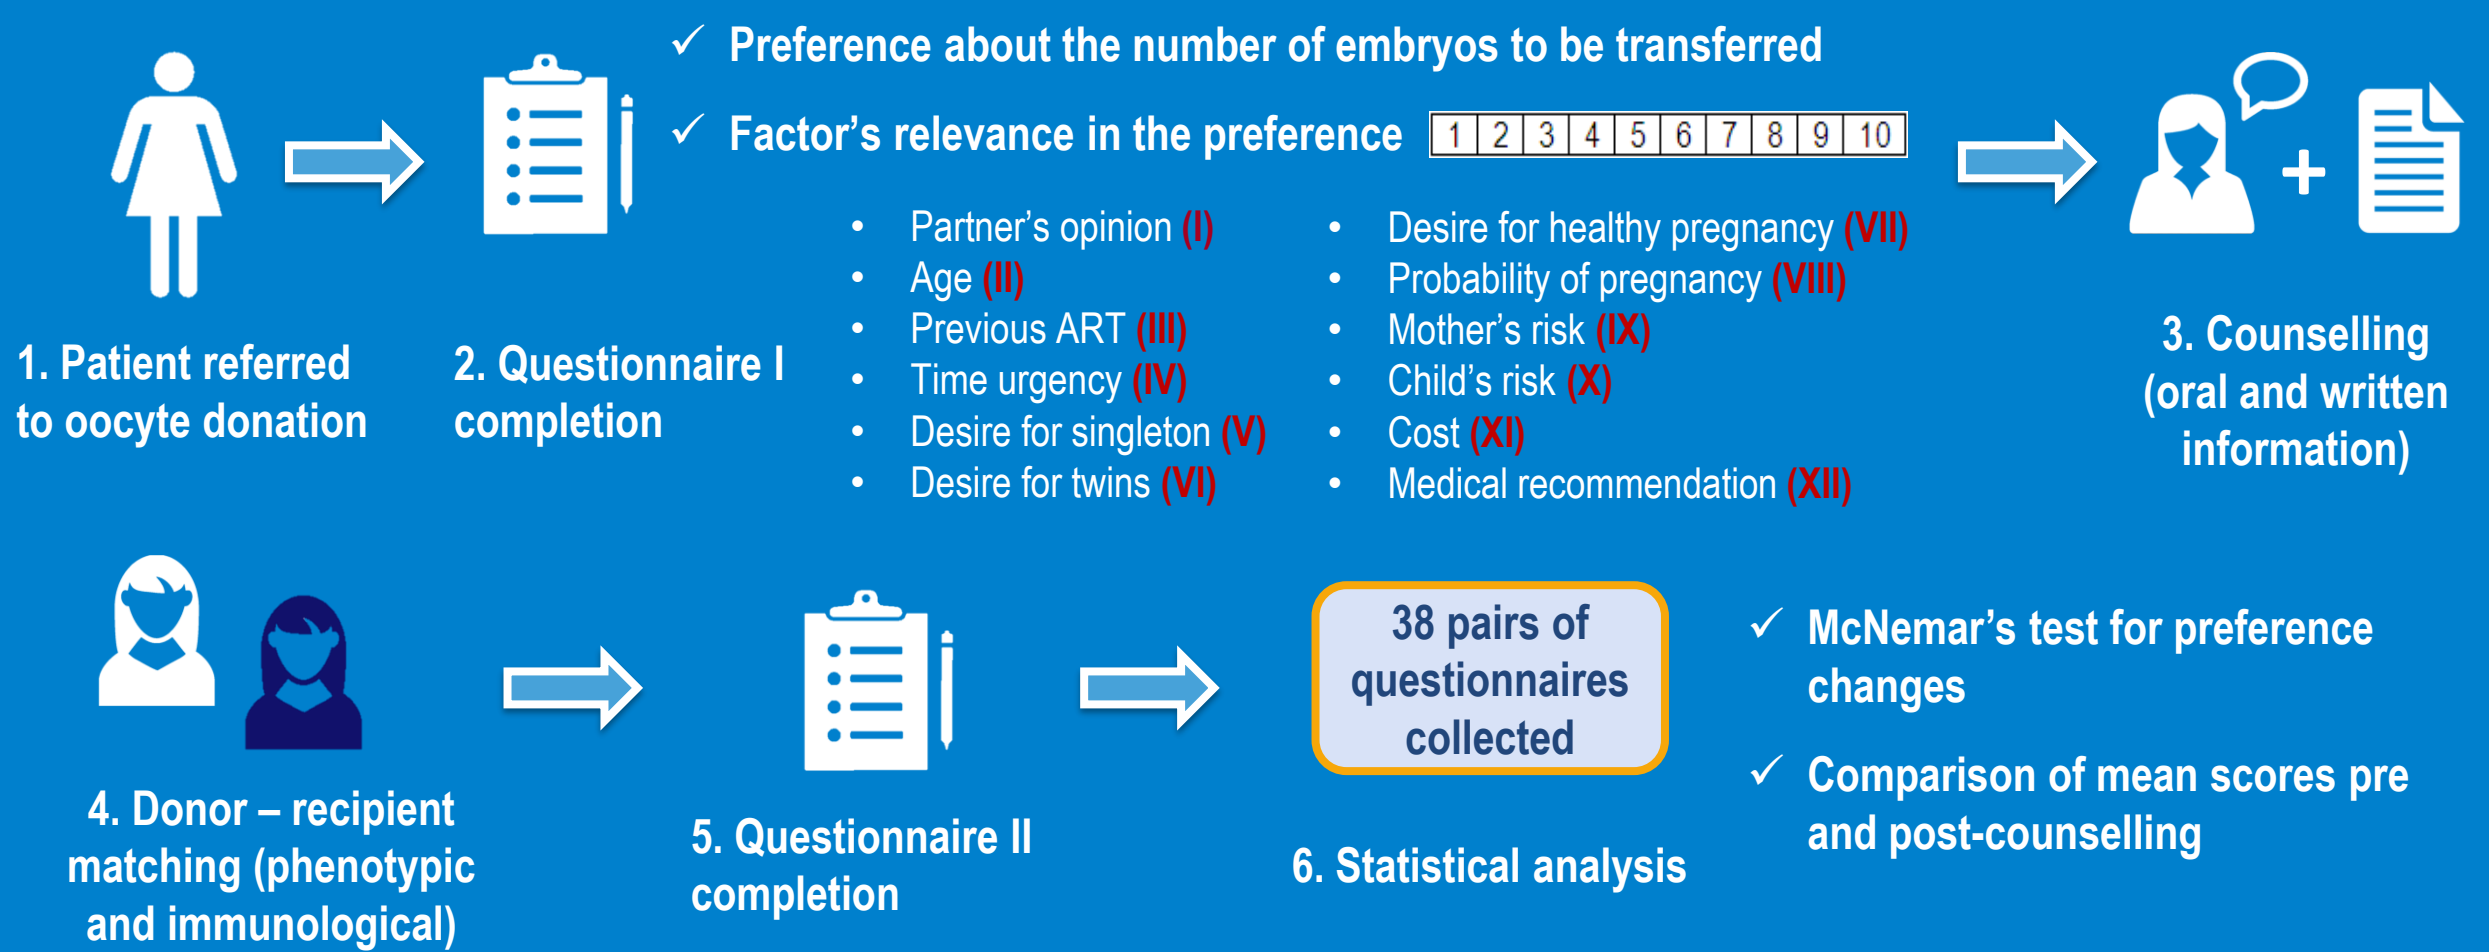 ✓ Preference about the number of embryos to be transferred
✓ Factor's relevance in the preference 1 2 3 4 5 6 7 8 9 10
• Partner's opinion (I)
• Age (II)
• Previous ART (III)
• Time urgency (IV)
• Desire for singleton (V)
• Desire for twins (VI)
• Desire for healthy pregnancy (VII)
• Probability of pregnancy (VIII)
• Mother's risk (IX)
• Child's risk (X)
• Cost (XI)
• Medical recommendation (XII)
1. Patient referred
to oocyte donation
2. Questionnaire I
completion
+
3. Counselling
(oral and written
information)
4. Donor – recipient
matching (phenotypic
and immunological)
5. Questionnaire II
completion
38 pairs of
questionnaires
collected
6. Statistical analysis
✓ McNemar's test for preference
changes
✓ Comparison of mean scores pre
and post-counselling